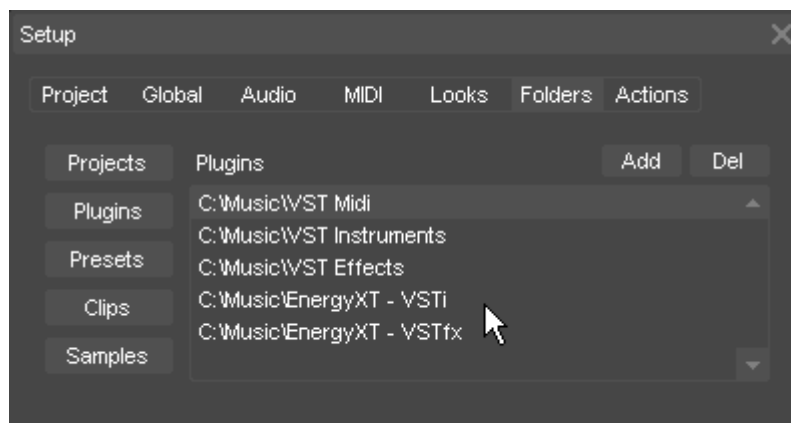 Setup
Project Global Audio MIDI Looks Folders Actions
Projects
Plugins
Presets
Clips
Samples
Plugins
Add Del
C:\Music\VST Midi
C:\Music\VST Instruments
C:\Music\VST Effects
C:\Music\EnergyXT - VSTi
C:\Music\EnergyXT - VSTfx